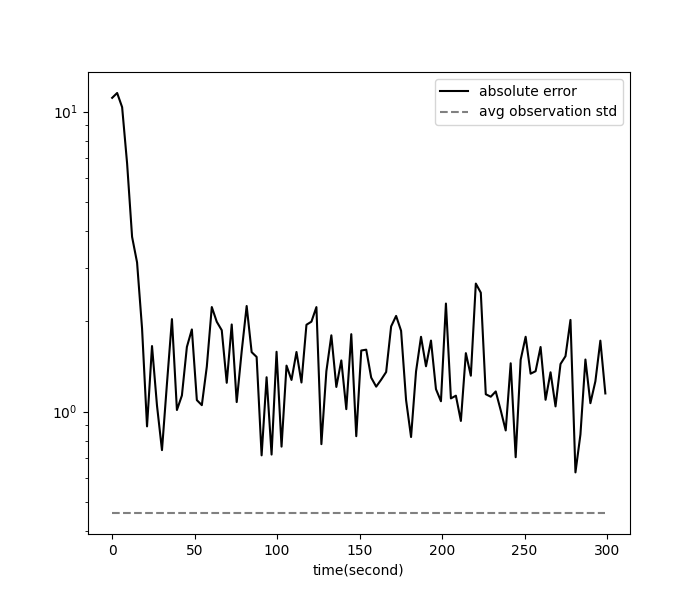 absolute error
avg observation std
10¹
10⁰
0 50 100 150 200 250 300
time(second)